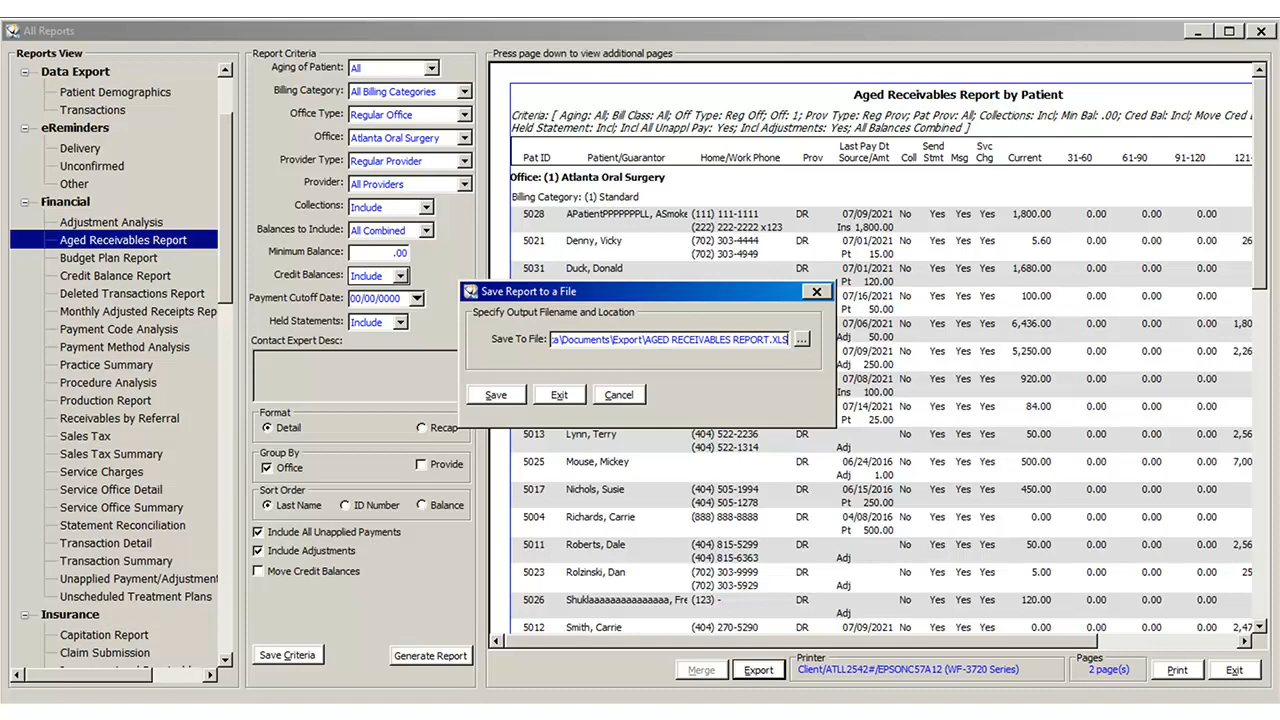 All Reports
Reports View
Data Export
Patient Demographics
Transactions
eReminders
Delivery
Unconfirmed
Other
Financial
Adjustment Analysis
Aged Receivables Report
Budget Plan Report
Credit Balance Report
Deleted Transactions Report
Monthly Adjusted Receipts Rep
Payment Code Analysis
Payment Method Analysis
Practice Summary
Procedure Analysis
Production Report
Receivables by Referral
Sales Tax
Sales Tax Summary
Service Charges
Service Office Detail
Service Office Summary
Statement Reconciliation
Transaction Detail
Transaction Summary
Unapplied Payment/Adjustment
Unscheduled Treatment Plans
Insurance
Capitation Report
Claim Submission
Report Criteria
Aging of Patient: All
Billing Category: All Billing Categories
Office Type: Regular Office
Office: Atlanta Oral Surgery
Provider Type: Regular Provider
Provider: All Providers
Collections: Include
Balances to Include: All Combined
Minimum Balance: .00
Credit Balances: Include
Payment Cutoff Date: 00/00/0000
Held Statements: Include
Contact Expert Desc:
Format
Detail Recap
Group By
Office Provide
Sort Order
Last Name ID Number Balance
Include All Unapplied Payments
Include Adjustments
Move Credit Balances
Save Criteria Generate Report
Press page down to view additional pages
Aged Receivables Report by Patient
Criteria: [ Aging: All; Bill Class: All; Off Type: Reg Off; Off: 1; Prov Type: Reg Prov; Pat Prov: All; Collections: Incl; Min Bal: .00; Cred Bal: Incl; Move Cred
Held Statement: Incl; Incl All Unappl Pay: Yes; Incl Adjustments: Yes; All Balances Combined ]
Last Pay Dt Send Svc
Pat ID Patient/Guarantor Home/Work Phone Prov Source/Amt Coll Stmt Msg Chg Current 31-60 61-90 91-120 121-
Office: (1) Atlanta Oral Surgery
Billing Category: (1) Standard
5028 APatientPPPPPPPLL, ASmoke (111) 111-1111 DR 07/09/2021 No Yes Yes Yes 1,800.00 0.00 0.00 0.00
(222) 222-2222 x123 Ins 1,800.00
5021 Denny, Vicky (702) 303-4444 DR 07/01/2021 No Yes Yes Yes 5.60 0.00 0.00 0.00 26
(702) 303-4949 Pt 15.00
5031 Duck, Donald DR 07/01/2021 No Yes Yes Yes 1,680.00 0.00 0.00 0.00
Pt 120.00
07/16/2021 No Yes Yes Yes 100.00 0.00 0.00 0.00
Pt 50.00
07/06/2021 No Yes Yes Yes 6,436.00 0.00 0.00 0.00 1,80
Adj 50.00
07/09/2021 No Yes Yes Yes 5,250.00 0.00 0.00 0.00 2,26
Adj 250.00
07/08/2021 No Yes Yes Yes 920.00 0.00 0.00 0.00
Ins 100.00
07/14/2021 No Yes Yes Yes 84.00 0.00 0.00 0.00
Pt 25.00
5013 Lynn, Terry (404) 522-2236 DR No Yes Yes Yes 50.00 0.00 0.00 0.00 2,56
(404) 522-1314 Adj
5025 Mouse, Mickey DR 06/24/2016 No Yes Yes Yes 500.00 0.00 0.00 0.00 7,00
Adj 1.00
5017 Nichols, Susie (404) 505-1994 DR 06/15/2016 No Yes Yes Yes 450.00 0.00 0.00 0.00
(404) 505-1278 Pt 250.00
5004 Richards, Carrie (888) 888-8888 DR 04/08/2016 No Yes Yes Yes 0.00 0.00 0.00 0.00
Pt 500.00
5011 Roberts, Dale (404) 815-5299 DR No Yes Yes Yes 50.00 0.00 0.00 0.00 2,56
(404) 815-6363 Adj
5023 Rolzinski, Dan (702) 303-9999 DR No Yes Yes Yes 5.00 0.00 0.00 0.00 25
(702) 303-5929 Adj
5026 Shuklaaaaaaaaaaaaaaa, Fre (123) - DR No Yes Yes Yes 120.00 0.00 0.00 0.00
Adj
5012 Smith, Carrie (404) 270-5290 DR 07/09/2021 No Yes Yes Yes 0.00 0.00 0.00 0.00 2,47
Save Report to a File
Specify Output Filename and Location
Save To File: :a\Documents\Export\AGED RECEIVABLES REPORT.XLS ...
Save Exit Cancel
Merge Export
Printer
Client/ATLL2542#/EPSONC57A12 (WF-3720 Series)
Pages
2 page(s)
Print Exit